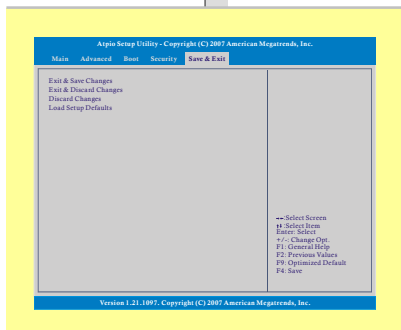 Atpio Setup Utility - Copyright (C) 2007 American Megatrends, Inc.
Main Advanced Boot Security Save & Exit
Exit & Save Changes
Exit & Discard Changes
Discard Changes
Load Setup Defaults
→←:Select Screen
↑↓:Select Item
Enter: Select
+/-: Change Opt.
F1: General Help
F2: Previous Values
F9: Optimized Default
F4: Save
Version 1.21.1097. Copyright (C) 2007 American Megatrends, Inc.